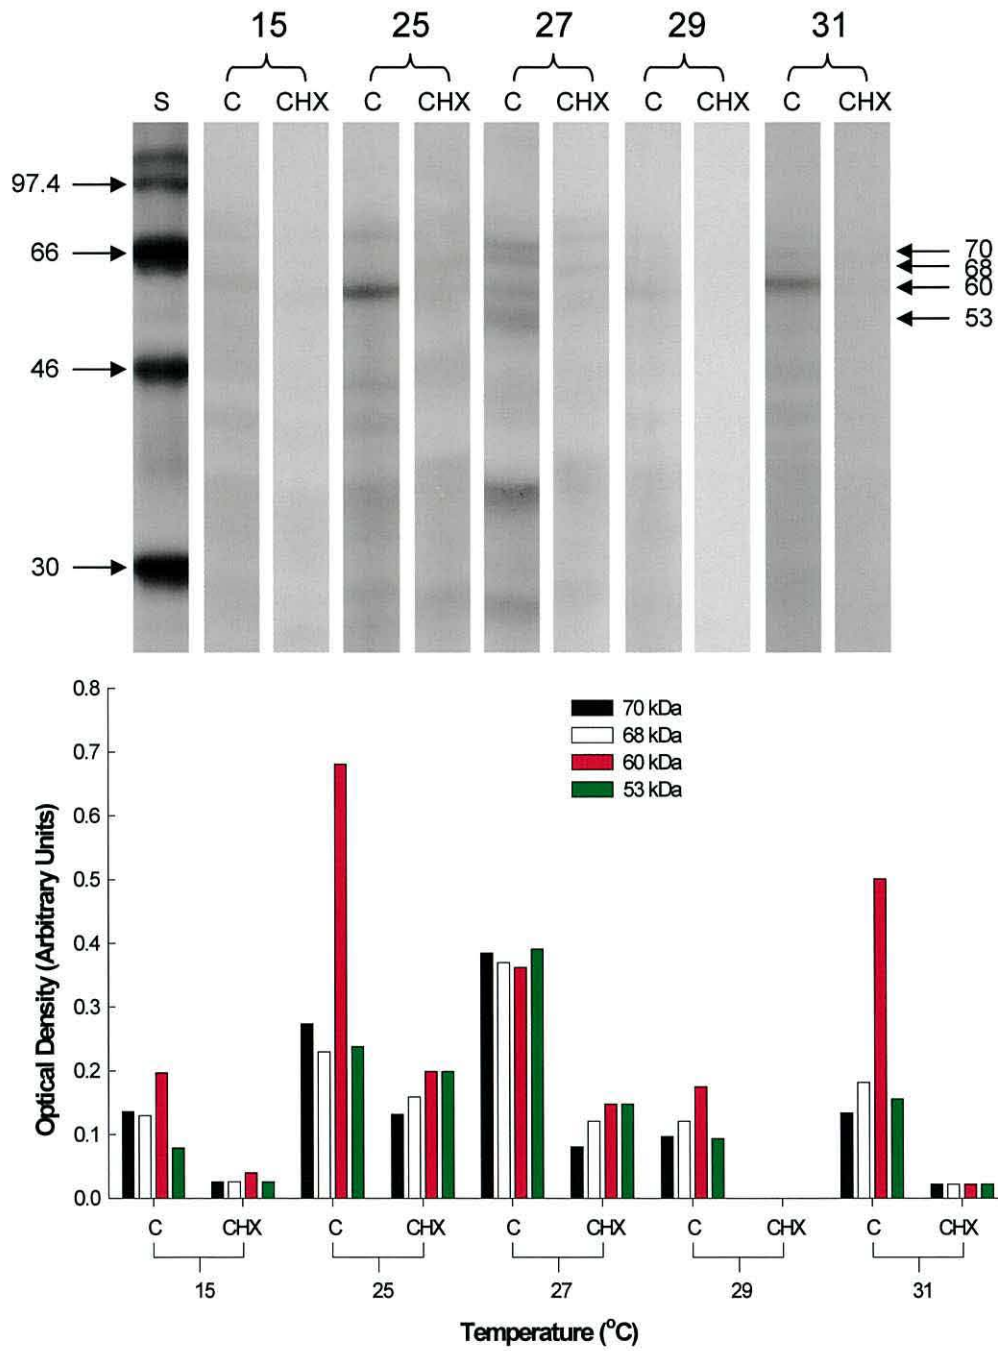 15 25 27 29 31
S C CHX C CHX C CHX C CHX C CHX
97.4
66
46
30
70
68
60
53
0.8
0.7
0.6
0.5
0.4
0.3
0.2
0.1
0.0
Optical Density (Arbitrary Units)
70 kDa
68 kDa
60 kDa
53 kDa
C CHX C CHX C CHX C CHX C CHX
15 25 27 29 31
Temperature (°C)